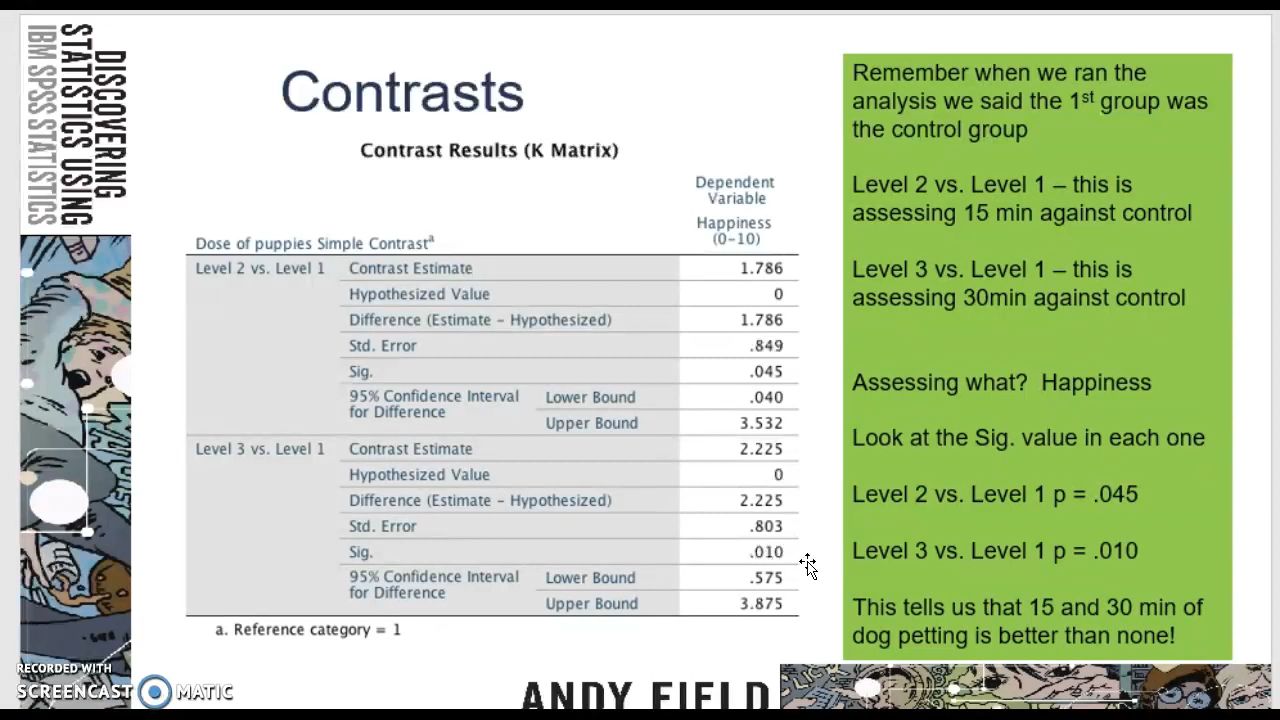 DISCOVERING
STATISTICS USING
IBM SPSS STATISTICS
Contrasts
Contrast Results (K Matrix)
Dependent
Variable
Happiness
(0–10)
Dose of puppies Simple Contrastᵃ
Level 2 vs. Level 1 Contrast Estimate 1.786
Hypothesized Value 0
Difference (Estimate – Hypothesized) 1.786
Std. Error .849
Sig. .045
95% Confidence Interval
for Difference
Lower Bound .040
Upper Bound 3.532
Level 3 vs. Level 1 Contrast Estimate 2.225
Hypothesized Value 0
Difference (Estimate – Hypothesized) 2.225
Std. Error .803
Sig. .010
95% Confidence Interval
for Difference
Lower Bound .575
Upper Bound 3.875
a. Reference category = 1
Remember when we ran the
analysis we said the 1st group was
the control group
Level 2 vs. Level 1 – this is
assessing 15 min against control
Level 3 vs. Level 1 – this is
assessing 30min against control
Assessing what? Happiness
Look at the Sig. value in each one
Level 2 vs. Level 1 p = .045
Level 3 vs. Level 1 p = .010
This tells us that 15 and 30 min of
dog petting is better than none!
RECORDED WITH
SCREENCAST MATIC
ANDY FIELD